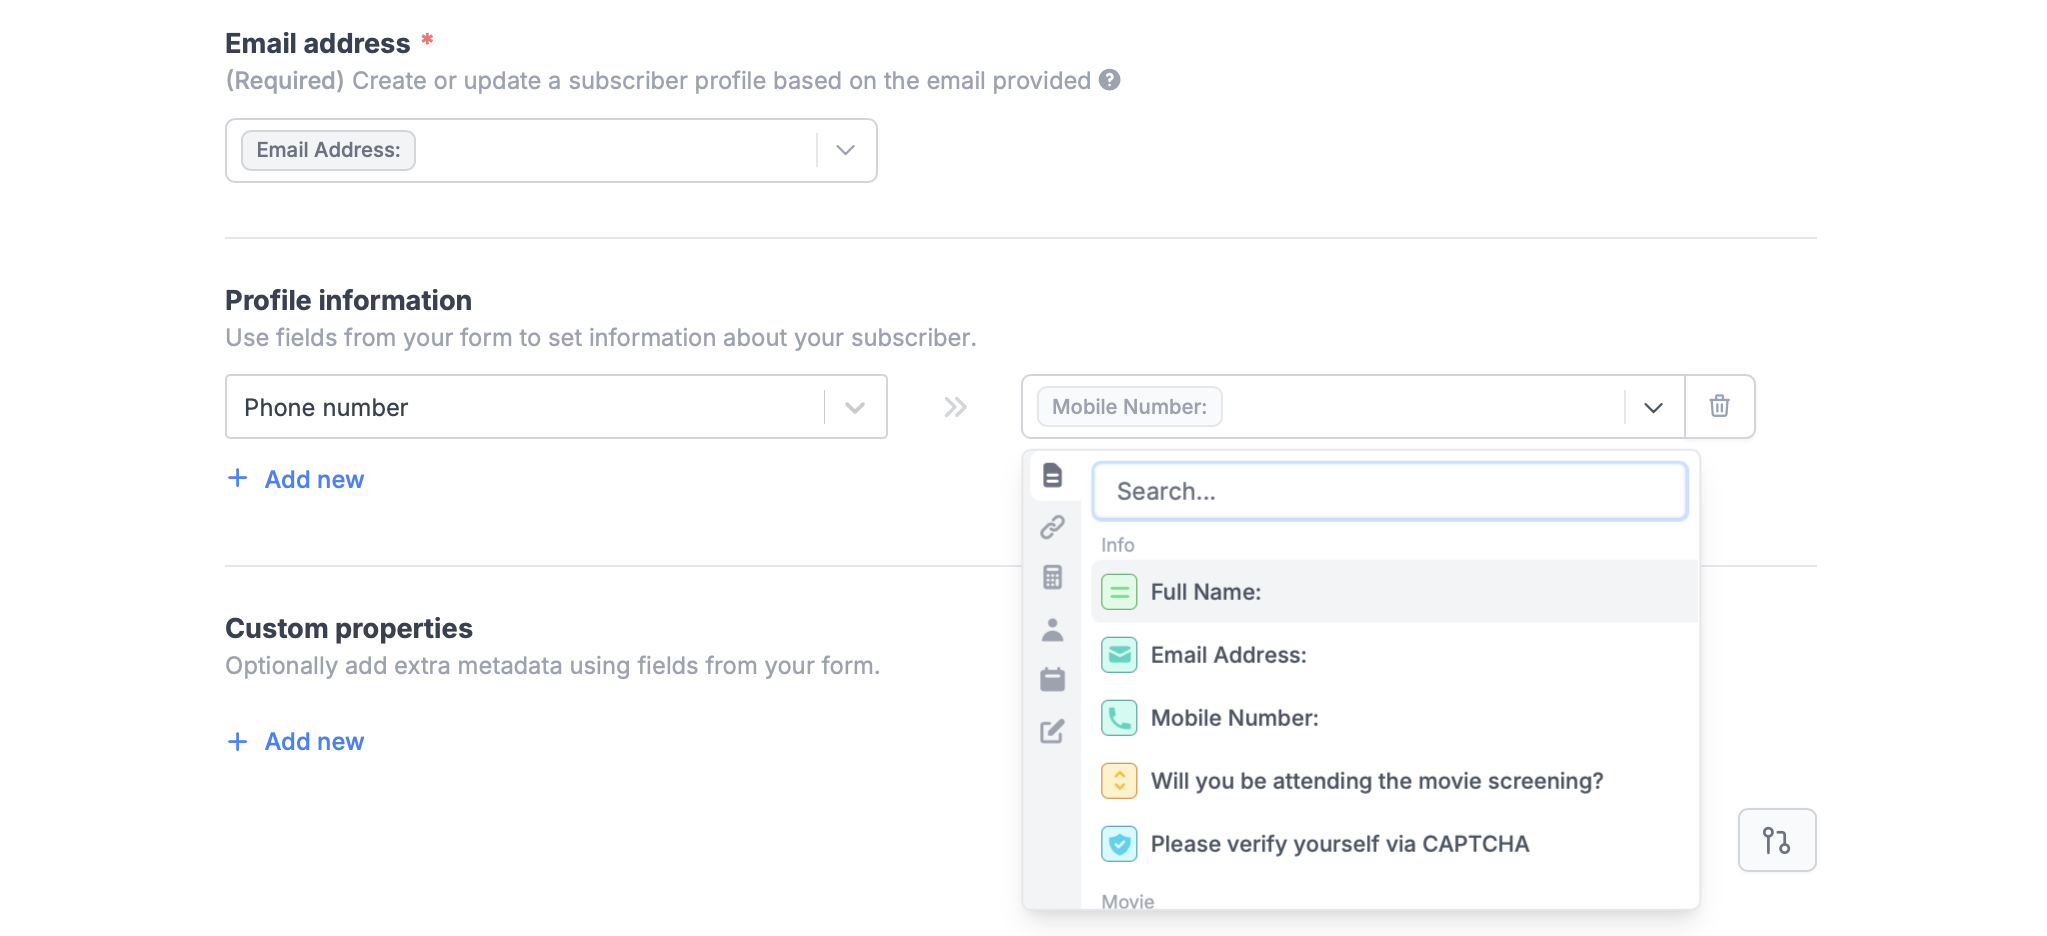 Email address *
(Required) Create or update a subscriber profile based on the email provided ?
Email Address:
Profile information
Use fields from your form to set information about your subscriber.
Phone number
Mobile Number:
+ Add new
Search...
Info
Full Name:
Email Address:
Mobile Number:
Will you be attending the movie screening?
Please verify yourself via CAPTCHA
Movie
Custom properties
Optionally add extra metadata using fields from your form.
+ Add new